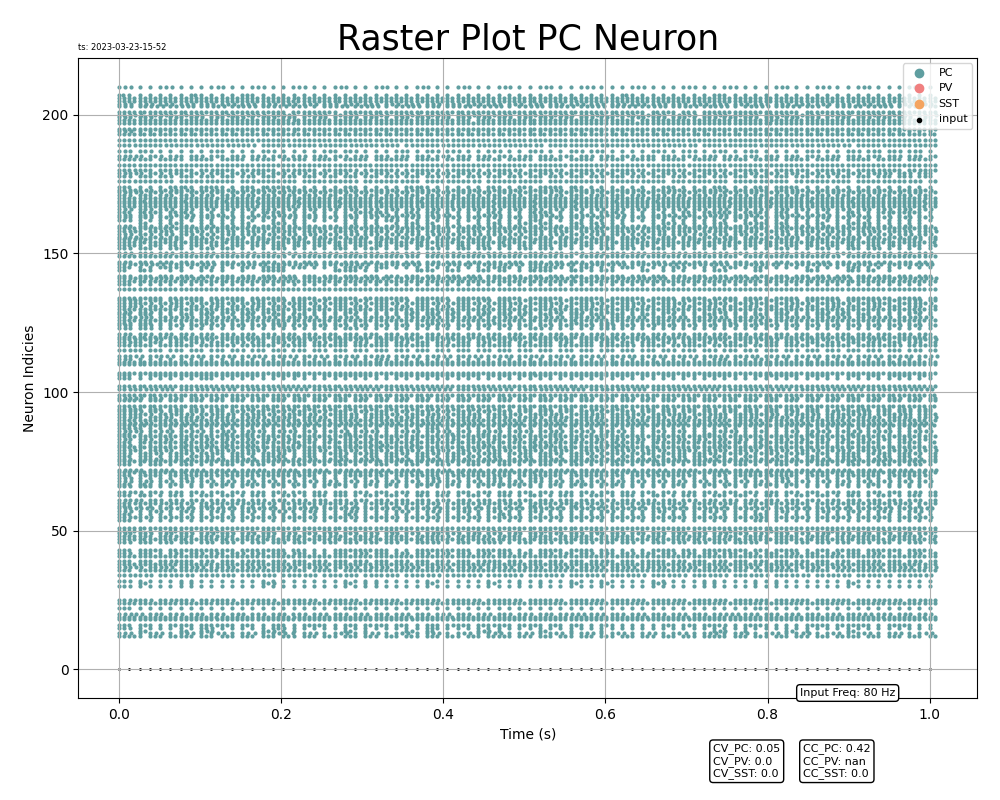 Raster Plot PC Neuron
ts: 2023-03-23-15-52
PC
PV
SST
input
200
150
100
50
0
Neuron Indicies
0.0
0.2
0.4
0.6
0.8
1.0
Time (s)
Input Freq: 80 Hz
CV_PC: 0.05
CV_PV: 0.0
CV_SST: 0.0
CC_PC: 0.42
CC_PV: nan
CC_SST: 0.0